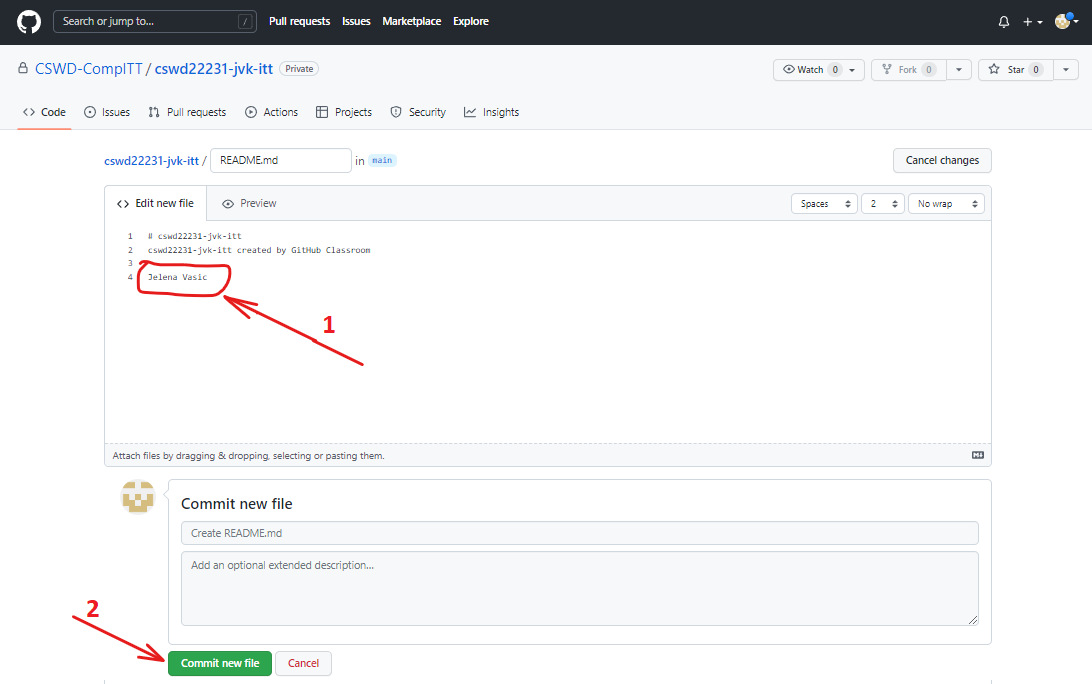 Search or jump to... /
Pull requests Issues Marketplace Explore
CSWD-CompITT / cswd22231-jvk-itt Private
Watch 0 Fork 0 Star 0
Code Issues Pull requests Actions Projects Security Insights
cswd22231-jvk-itt / README.md in main Cancel changes
Edit new file Preview Spaces 2 No wrap
1 # cswd22231-jvk-itt
2 cswd22231-jvk-itt created by GitHub Classroom
3
4 Jelena Vasic
1
Attach files by dragging & dropping, selecting or pasting them.
Commit new file
Create README.md
Add an optional extended description...
2
Commit new file Cancel